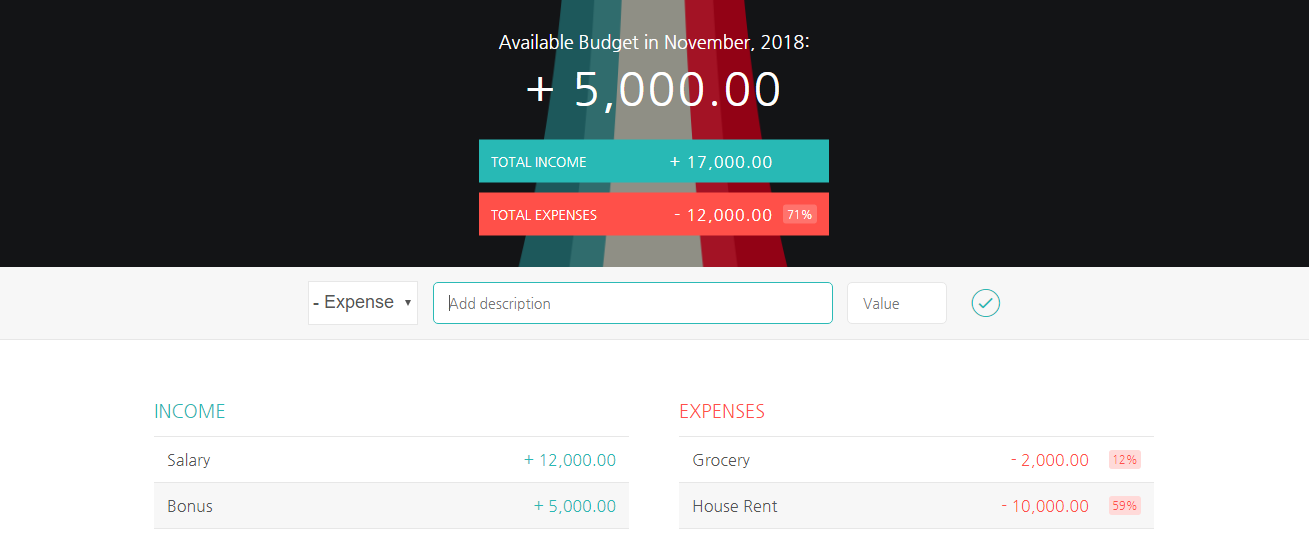 Available Budget in November, 2018:
+ 5,000.00
TOTAL INCOME + 17,000.00
TOTAL EXPENSES - 12,000.00 71%
- Expense Add description Value
INCOME
Salary + 12,000.00
Bonus + 5,000.00
EXPENSES
Grocery - 2,000.00 12%
House Rent - 10,000.00 59%